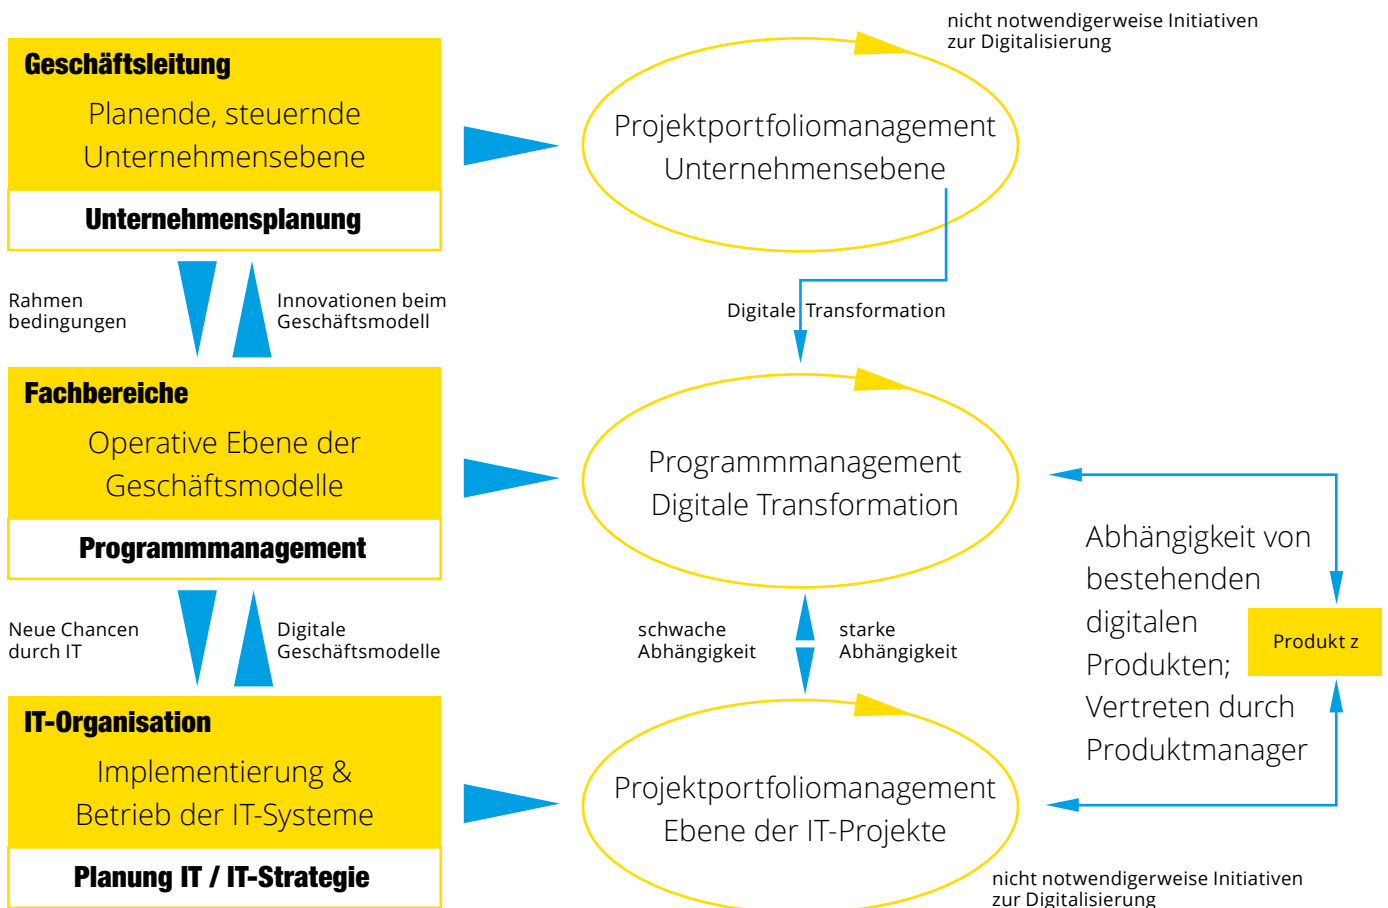 nicht notwendigerweise Initiativen
zur Digitalisierung
Geschäftsleitung
Planende, steuernde
Unternehmensebene
Unternehmensplanung
Projektportfoliomanagement
Unternehmensebene
Rahmen
bedingungen
Innovationen beim
Geschäftsmodell
Digitale Transformation
Fachbereiche
Operative Ebene der
Geschäftsmodelle
Programmmanagement
Programmmanagement
Digitale Transformation
Abhängigkeit von
bestehenden
digitalen
Produkten;
Vertreten durch
Produktmanager
Produkt z
Neue Chancen
durch IT
Digitale
Geschäftsmodelle
schwache
Abhängigkeit
starke
Abhängigkeit
IT-Organisation
Implementierung &
Betrieb der IT-Systeme
Planung IT / IT-Strategie
Projektportfoliomanagement
Ebene der IT-Projekte
nicht notwendigerweise Initiativen
zur Digitalisierung